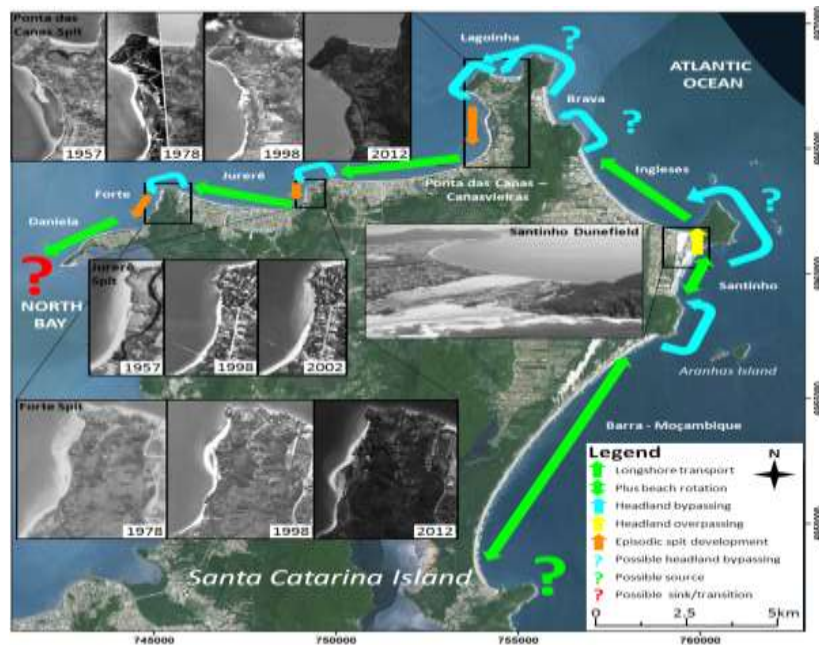 Ponta das
Canas Spit
1957
1978
1998
2012
Lagoinha
?
ATLANTIC
OCEAN
Brava
?
Ingleses
Jurerê
Ponta das Canas –
Canasvieiras
Forte
?
Daniela
?
NORTH
BAY
Santinho Dunefield
Santinho
Jurerê
Spit
1957
1998
2002
Aranhas Island
Forte Spit
1978
1998
2012
Barra - Moçambique
Santa Catarina Island
?
Legend
N
Longshore transport
Plus beach rotation
Headland bypassing
Headland overpassing
Episodic spit development
? Possible headland bypassing
? Possible source
? Possible sink/transition
0 2.5 5km
745000
750000
755000
760000